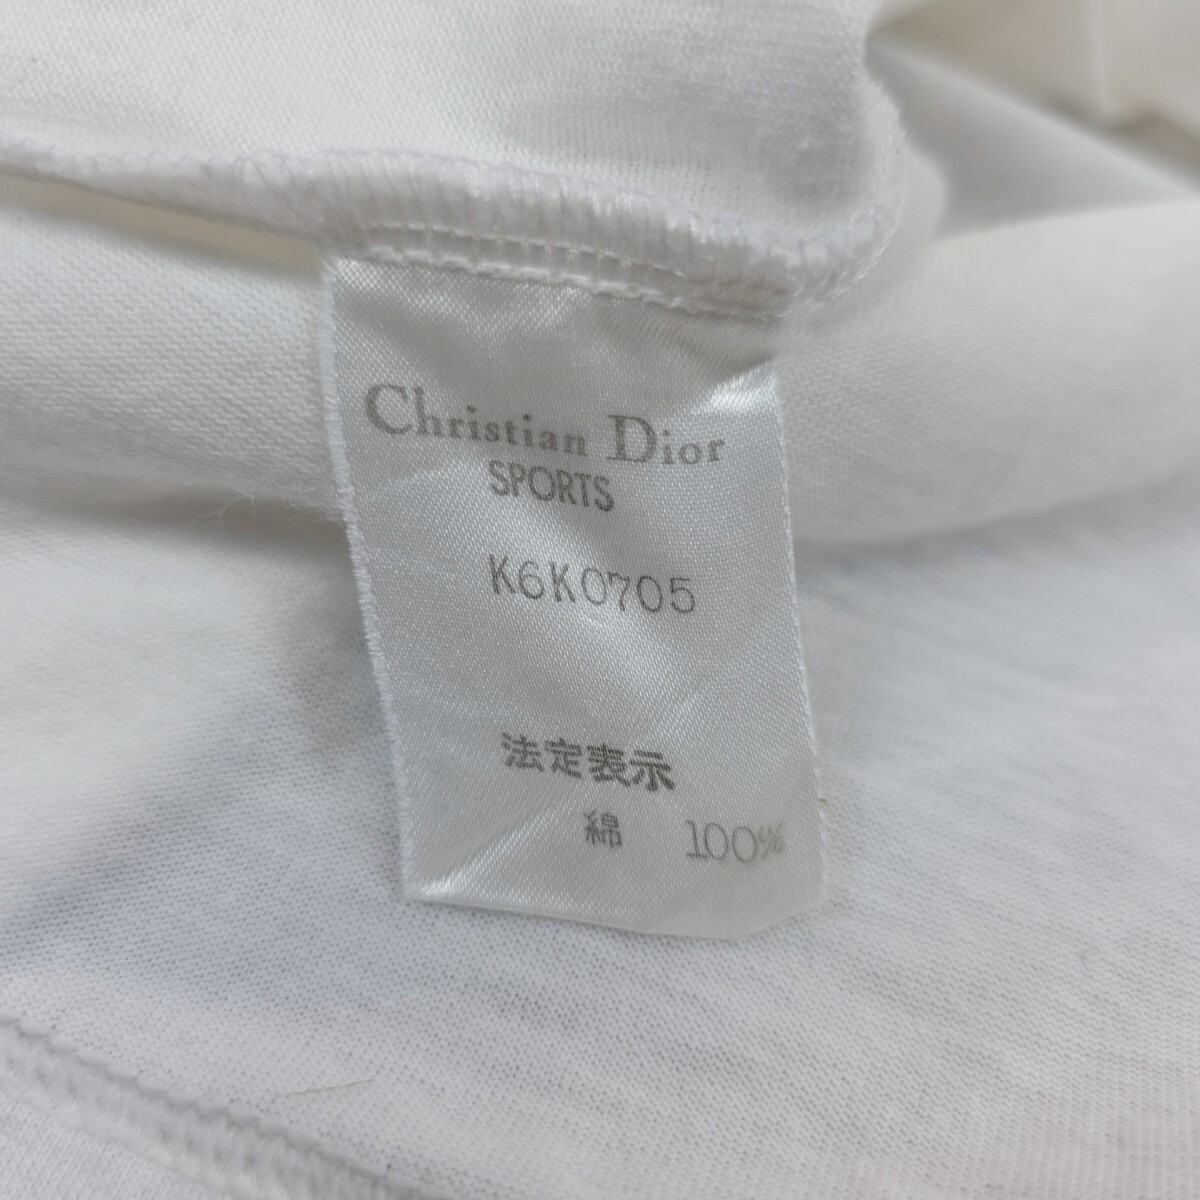 Christian Dior
SPORTS
K6K0705
法定表示
綿 100%